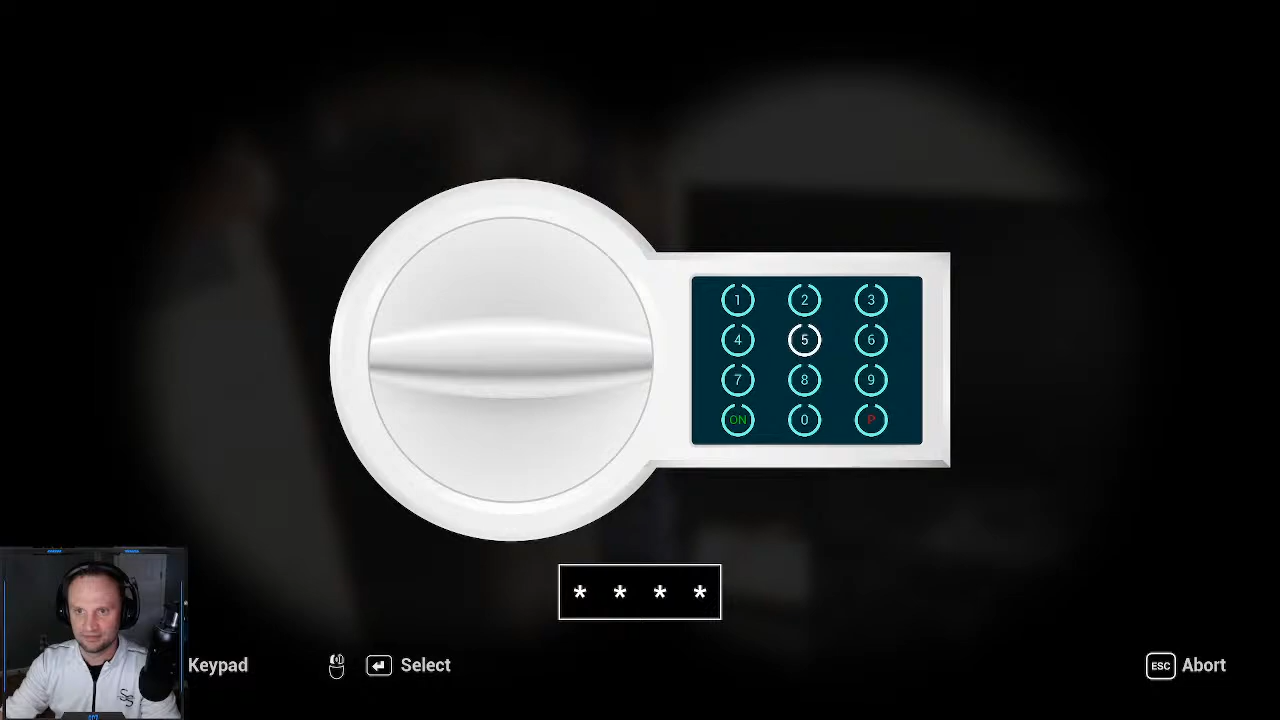 1 2 3
4 5 6
7 8 9
ON 0 P
* * * *
Keypad
Select
ESC Abort